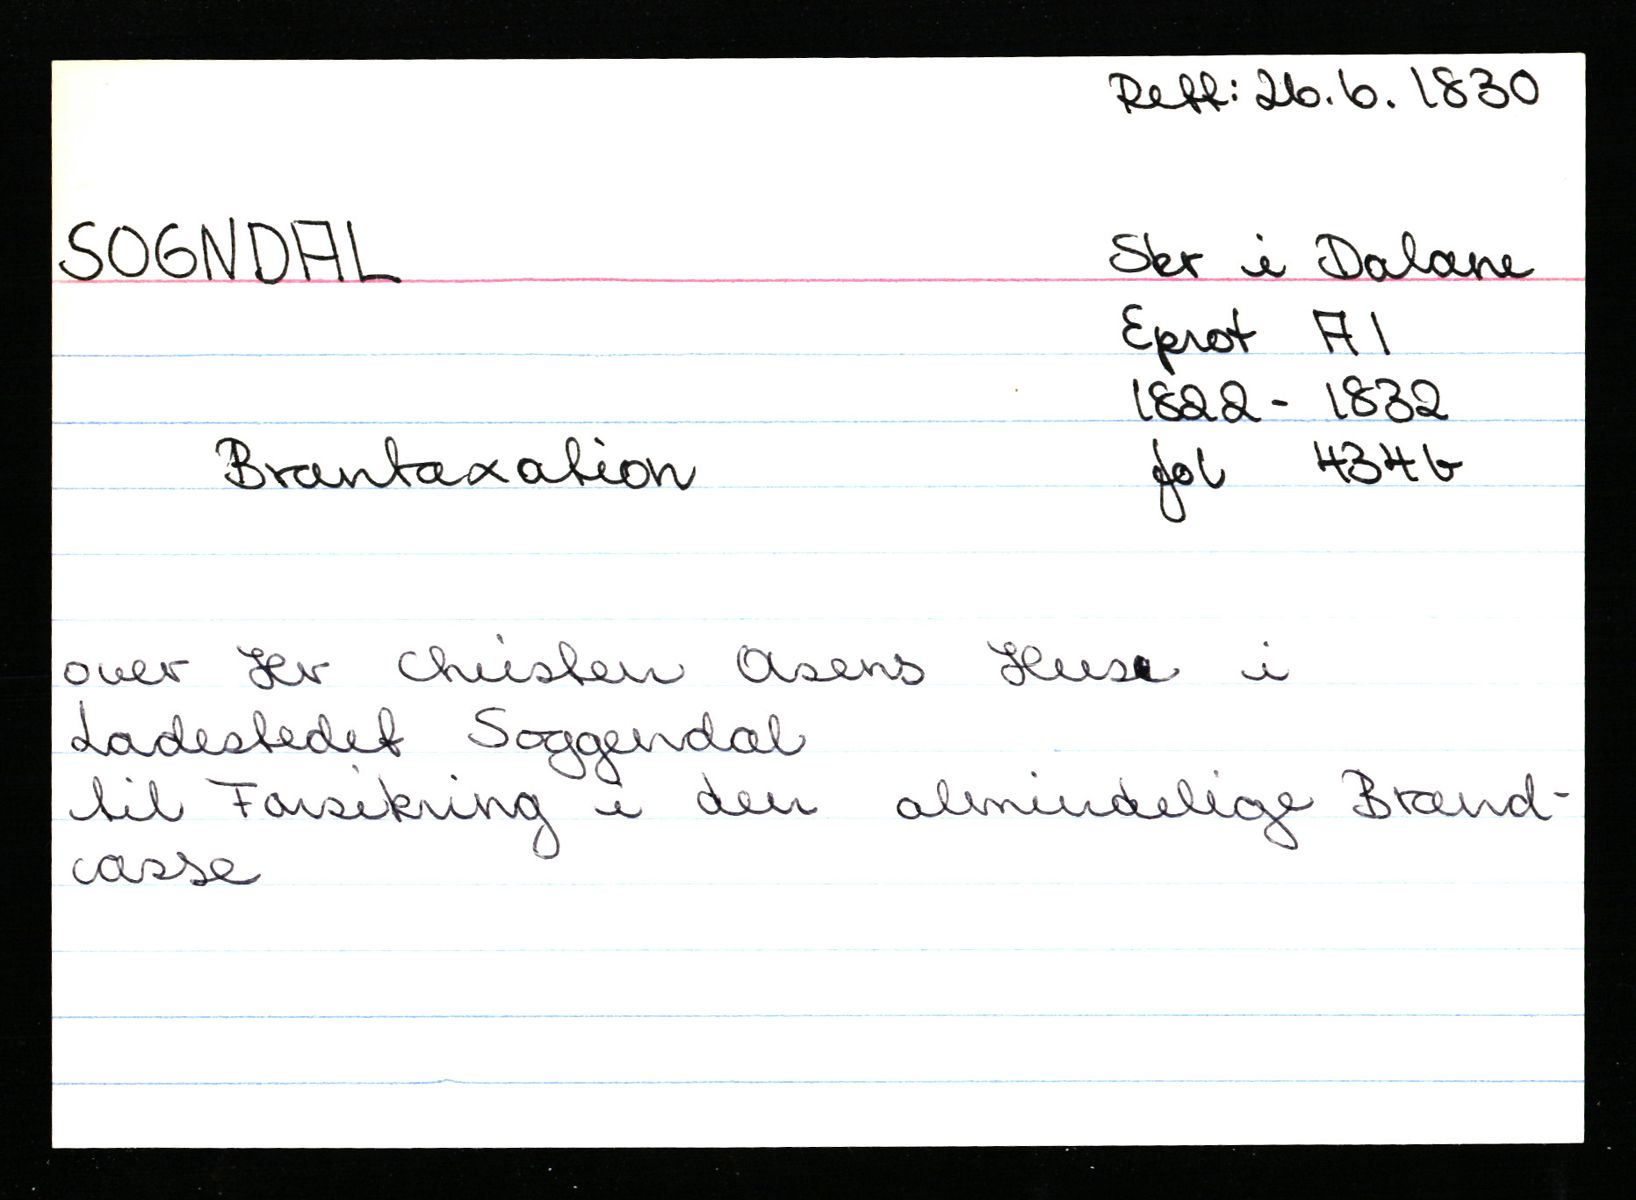 Reff: 26.6.1830
SOGNDAL
Skr i Dalane
Eprot A 1
1822 - 1832
Brantaxation
fol 434b
over Hr Christen Asens Huse i
Ladestedet Soggendal
til Forsikring i den almindelige Brand-
casse